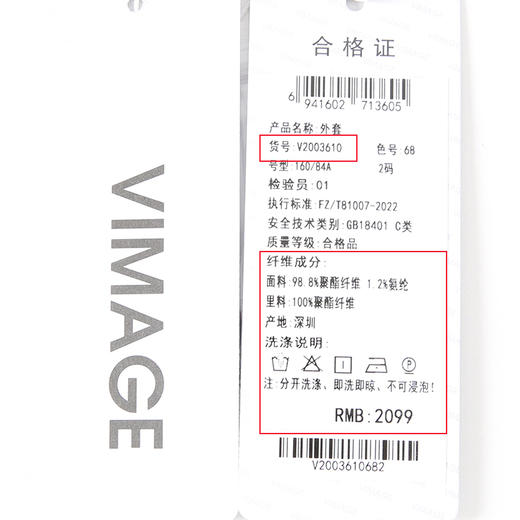 VIMAGE
合格证
6 941602 713605
产品名称 外套
货号:V2003610 色号 68
号型:160/84A 2码
检验员:01
执行标准:FZ/T81007-2022
安全技术类别:GB18401 C类
质量等级:合格品
纤维成分:
面料:98.8%聚酯纤维 1.2%氨纶
里料:100%聚酯纤维
产地:深圳
洗涤说明:
P
注:分开洗涤、即洗即晾、不可浸泡!
RMB:2099
V2003610682